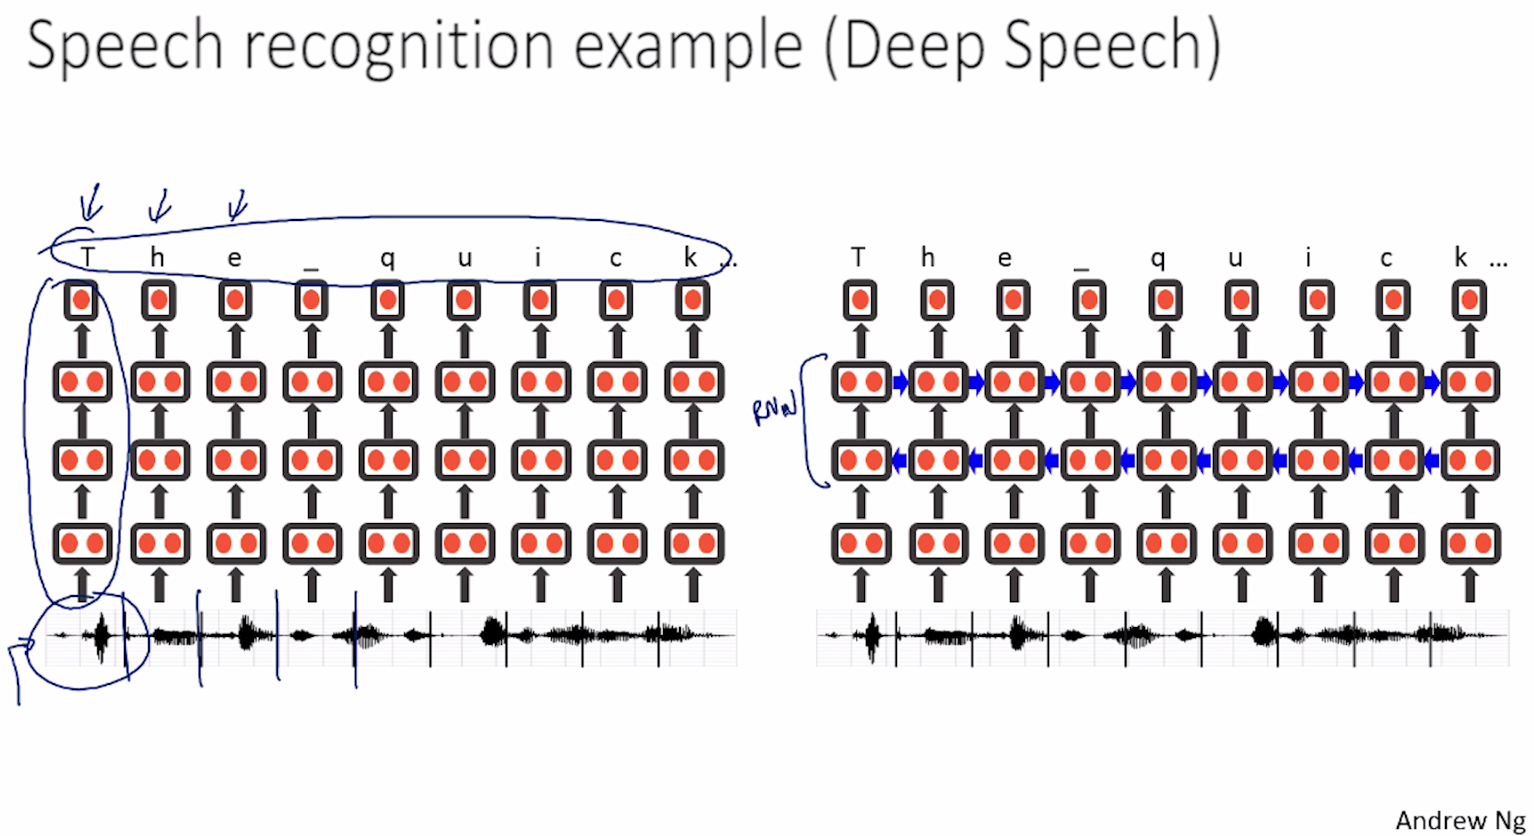 Speech recognition example (Deep Speech)
T h e _ q u i c k ...
T h e _ q u i c k ...
RNN
Andrew Ng